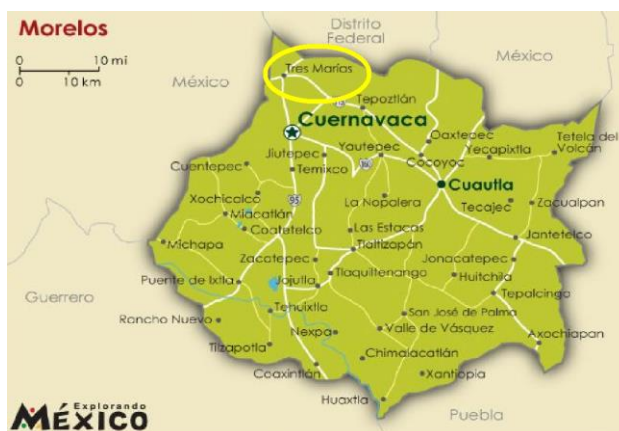 Morelos
Distrito
Federal
0 10 mi
0 10 km
México
México
Tres Marías
Tepoztlán
Cuernavaca
Oaxtepec
Tetela del
Volcán
Jiutepec
Yautepec
Cocoyoc
Yecapixtla
Cuentepec
Temixco
Cuautla
Xochicalco
95
La Nopalera
Tecajec
Zacualpan
Miacatlán
Coatetelco
Las Estacas
Jantetelco
Michapa
Tlaltizapán
Zacatepec
Jonacatepec
Puente de Ixtla
Jojutla
Tlaquiltenango
Huitchila
Tepalcingo
Guerrero
Tehuixtla
San José de Palma
Rancho Nuevo
Nexpa
Valle de Vásquez
Axochiapan
Tilzapotla
Chimalacatlán
Coaxintlán
Xantiopia
Huaxtla
Puebla
Explorando
MÉXICO